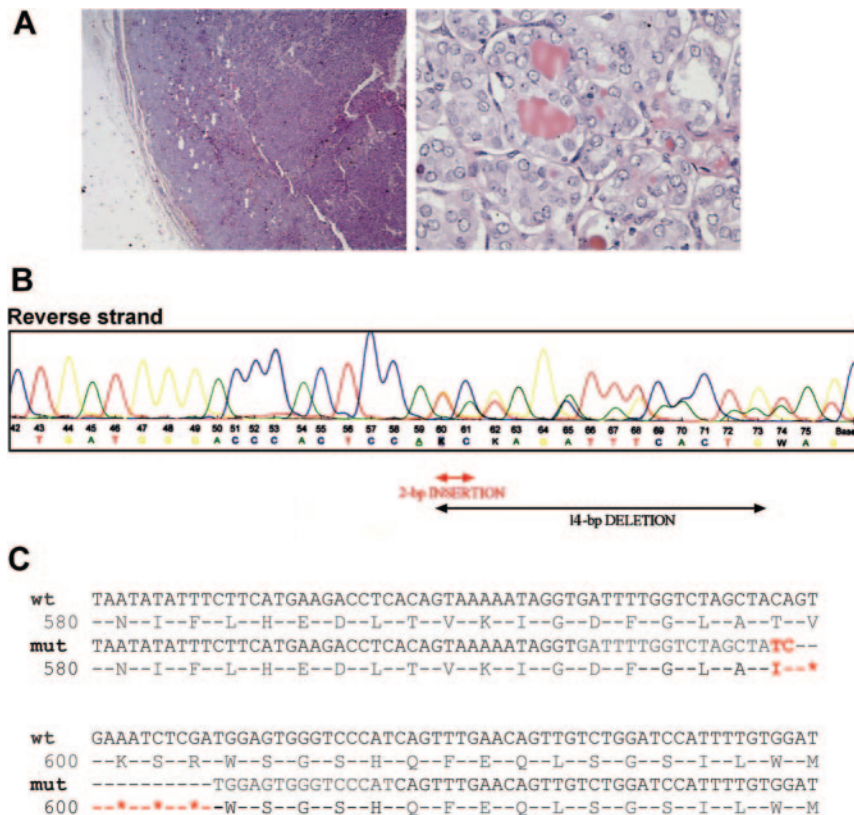 A
B
Reverse strand
42 43 44 45 46 47 48 49 50 51 52 53 54 55 56 57 58 59 60 61 62 63 64 65 66 67 68 69 70 71 72 73 74 75 Base
T G A T G G G A C C C A C T C C A K C K A G A T T T C A C T G W A G
2-bp INSERTION
14-bp DELETION
C
wt TAATATATTTCTTCATGAAGACCTCACAGTAAAAATAGGTGATTTTGGTCTAGCTACAGT
580 --N--I--F--L--H--E--D--L--T--V--K--I--G--D--F--G--L--A--T--V
mut TAATATATTTCTTCATGAAGACCTCACAGTAAAAATAGGTGATTTTGGTCTAGCTATC--
580 --N--I--F--L--H--E--D--L--T--V--K--I--G--D--F--G--L--A--I--*
wt GAAATCTCGATGGAGTGGGTCCCATCAGTTTGAACAGTTGTCTGGATCCATTTTGTGGAT
600 --K--S--R--W--S--G--S--H--Q--F--E--Q--L--S--G--S--I--L--W--M
mut ----------TGGAGTGGGTCCCATCAGTTTGAACAGTTGTCTGGATCCATTTTGTGGAT
600 --*--*--*--W--S--G--S--H--Q--F--E--Q--L--S--G--S--I--L--W--M